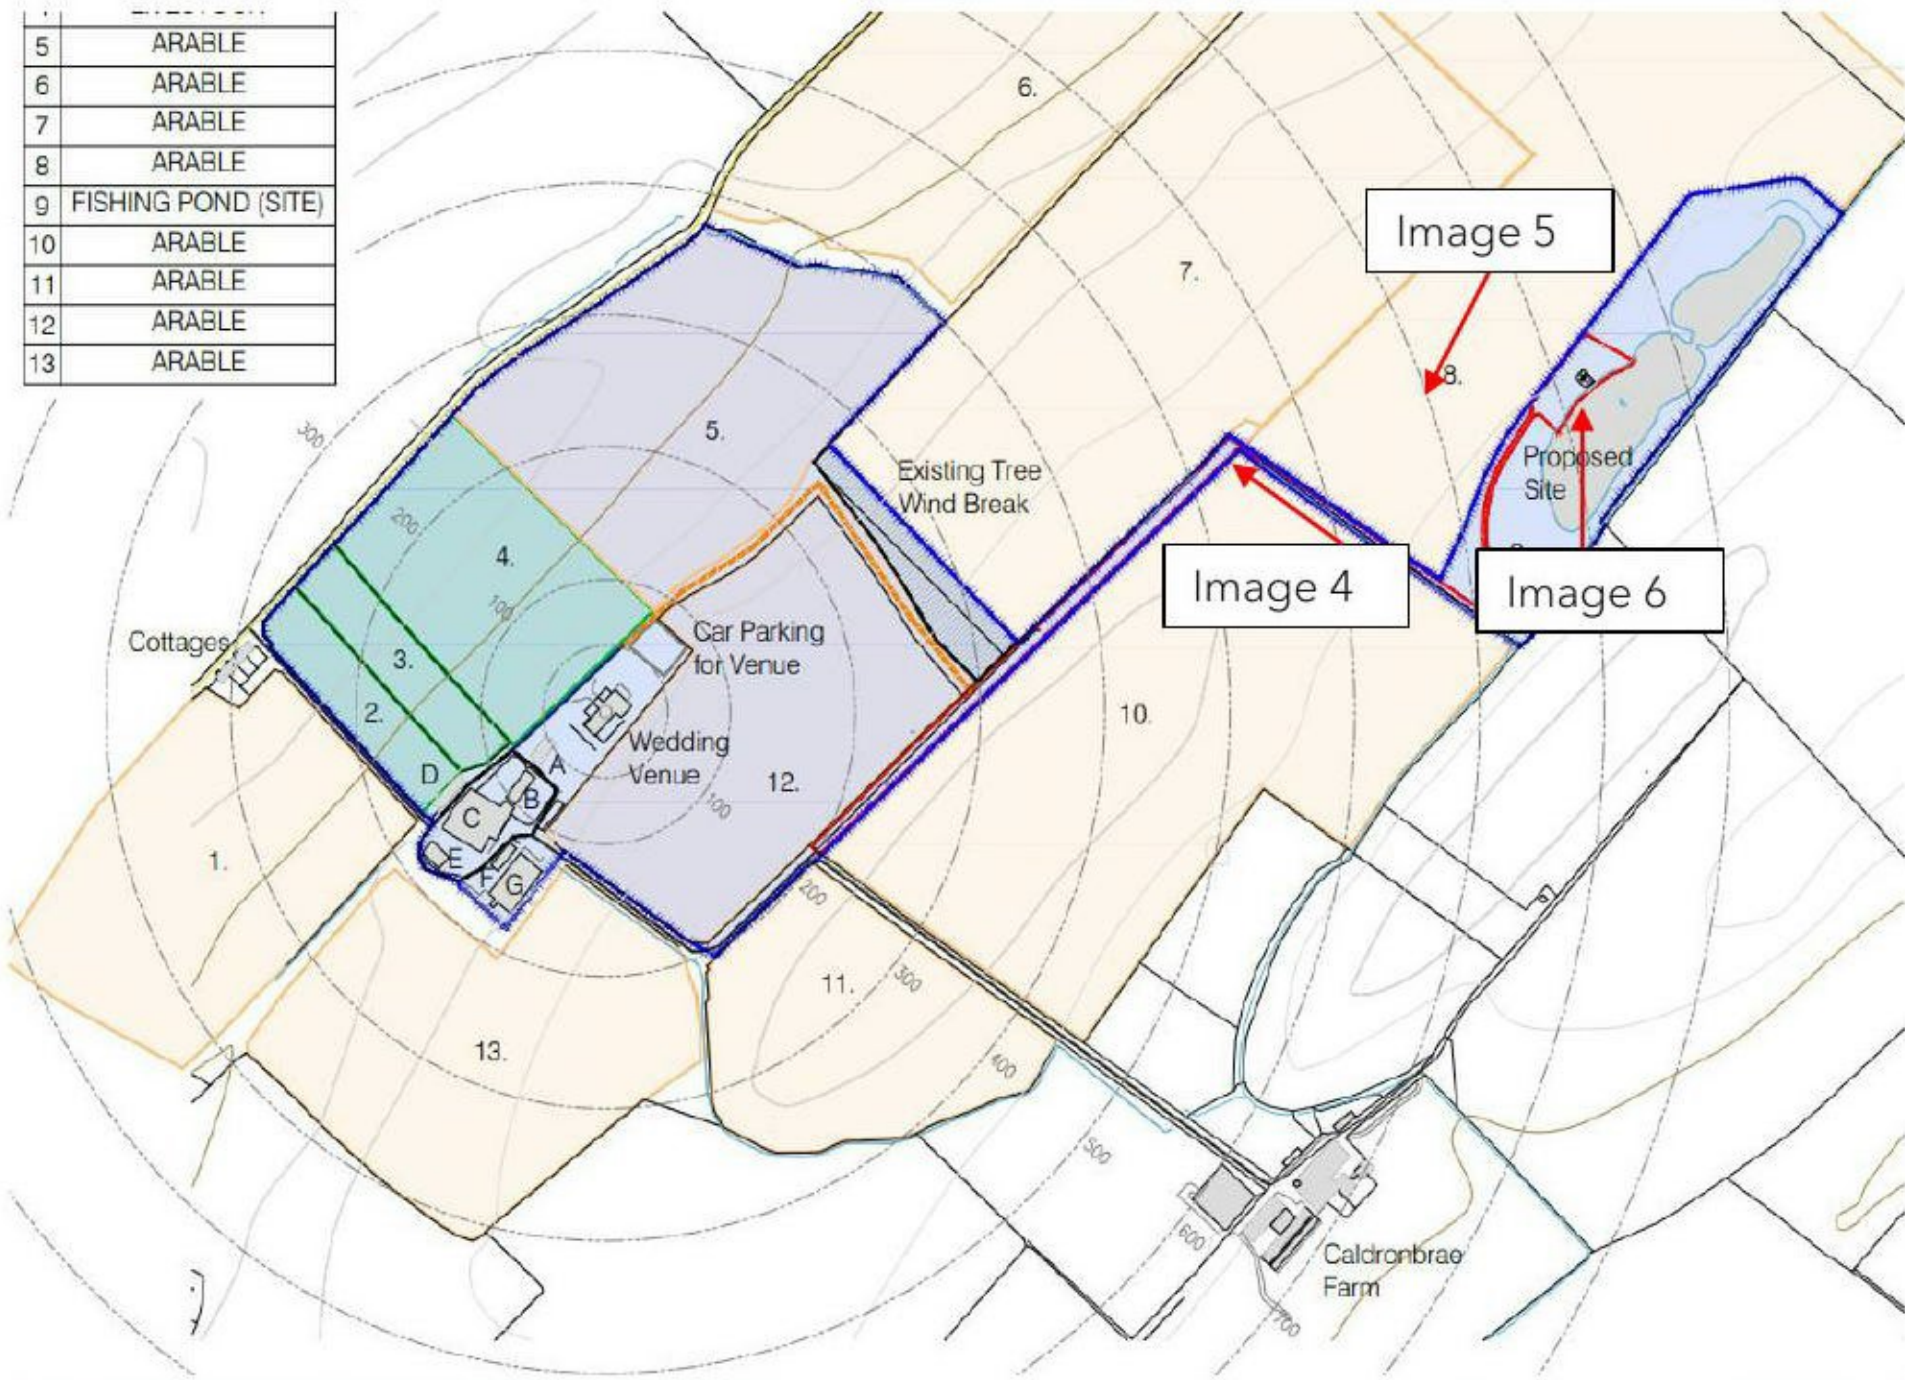 5 ARABLE
6 ARABLE
7 ARABLE
8 ARABLE
9 FISHING POND (SITE)
10 ARABLE
11 ARABLE
12 ARABLE
13 ARABLE
6.
Image 5
7.
8.
300
5.
Existing Tree
Wind Break
Proposed
Site
200
4.
100
Image 4
Image 6
Cottages
3.
Car Parking
for Venue
2.
10.
Wedding
Venue
A
D
12.
B
100
C
1.
E
F
G
200
11.
300
13.
400
500
600
Caldronbrae
Farm
700